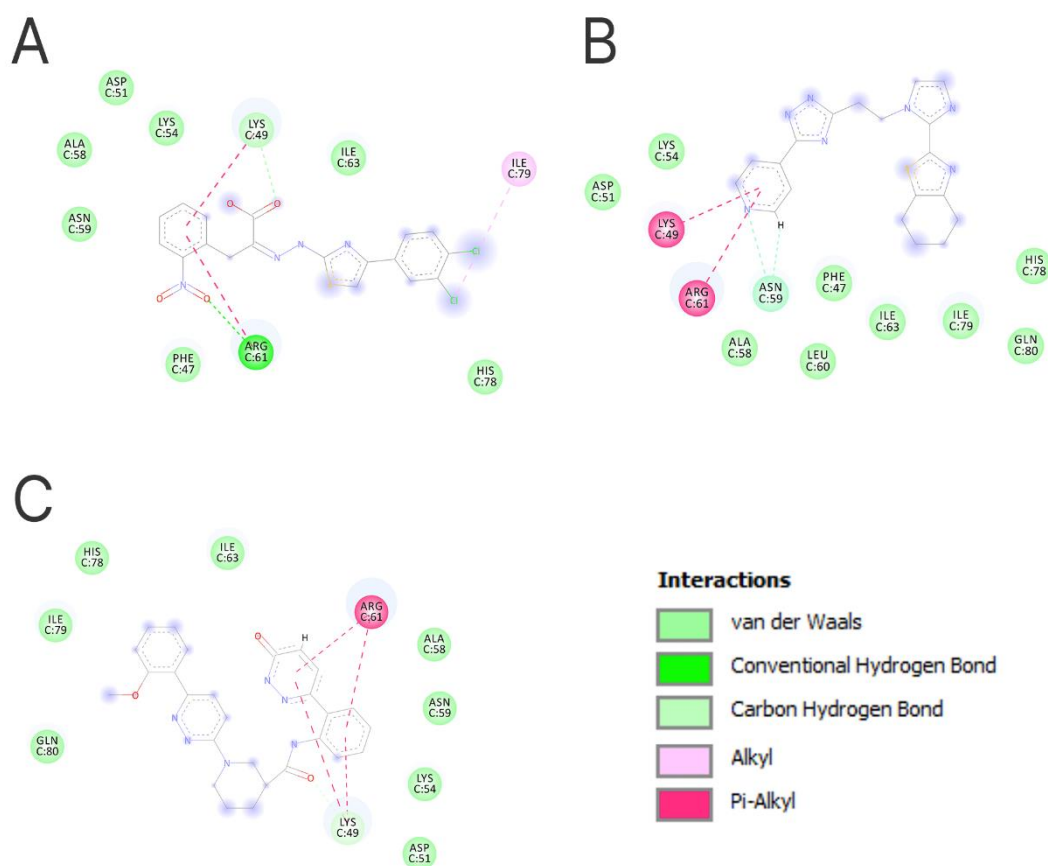 A
ASP
C:51
LYS
C:54
LYS
C:49
ALA
C:58
ILE
C:63
ILE
C:79
ASN
C:59
O
O
N
N
N
Cl
N
S
Cl
O
O
PHE
C:47
ARG
C:61
HIS
C:78
B
N
N
N
N
N
LYS
C:54
ASP
C:51
S
N
LYS
C:49
N
H
ARG
C:61
ASN
C:59
PHE
C:47
HIS
C:78
ILE
C:63
ILE
C:79
GLN
C:80
ALA
C:58
LEU
C:60
C
HIS
C:78
ILE
C:63
ILE
C:79
ARG
C:61
ALA
C:58
O
H
N
N
O
ASN
C:59
N
N
N
N
GLN
C:80
O
LYS
C:54
LYS
C:49
ASP
C:51
Interactions
van der Waals
Conventional Hydrogen Bond
Carbon Hydrogen Bond
Alkyl
Pi-Alkyl